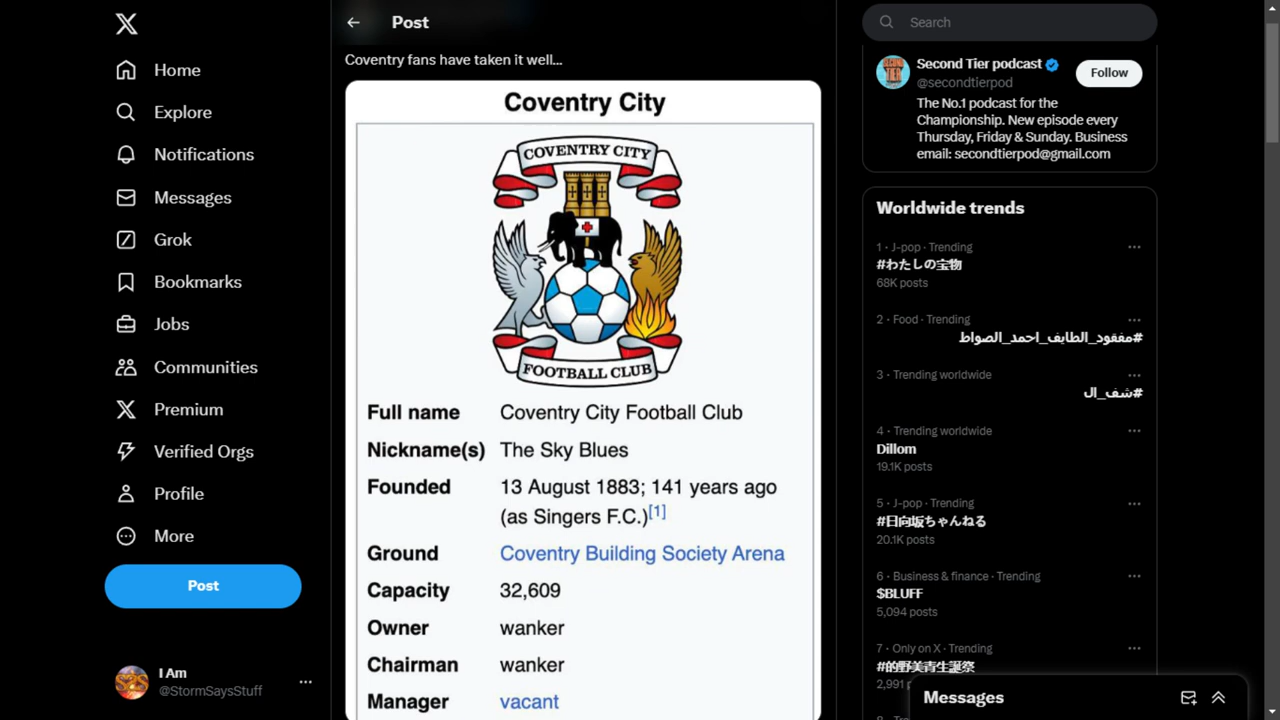 Home
Explore
Notifications
Messages
Grok
Bookmarks
Jobs
Communities
Premium
Verified Orgs
Profile
More
Post
I Am
@StormSaysStuff
Post
Coventry fans have taken it well...
Coventry City
COVENTRY CITY
FOOTBALL CLUB
Full name Coventry City Football Club
Nickname(s) The Sky Blues
Founded 13 August 1883; 141 years ago
(as Singers F.C.)[1]
Ground Coventry Building Society Arena
Capacity 32,609
Owner wanker
Chairman wanker
Manager vacant
Search
Second Tier podcast
@secondtierpod
Follow
The No.1 podcast for the
Championship. New episode every
Thursday, Friday & Sunday. Business
email: secondtierpod@gmail.com
Worldwide trends
1 · J-pop · Trending
#わたしの宝物
68K posts
2 · Food · Trending
#مفقود_الطايف_احمد_الصواط
3 · Trending worldwide
#شف_ال
4 · Trending worldwide
Dillom
19.1K posts
5 · J-pop · Trending
#日向坂ちゃんねる
20.1K posts
6 · Business & finance · Trending
$BLUFF
5,094 posts
7 · Only on X · Trending
#的野美青生誕祭
2,991
Messages